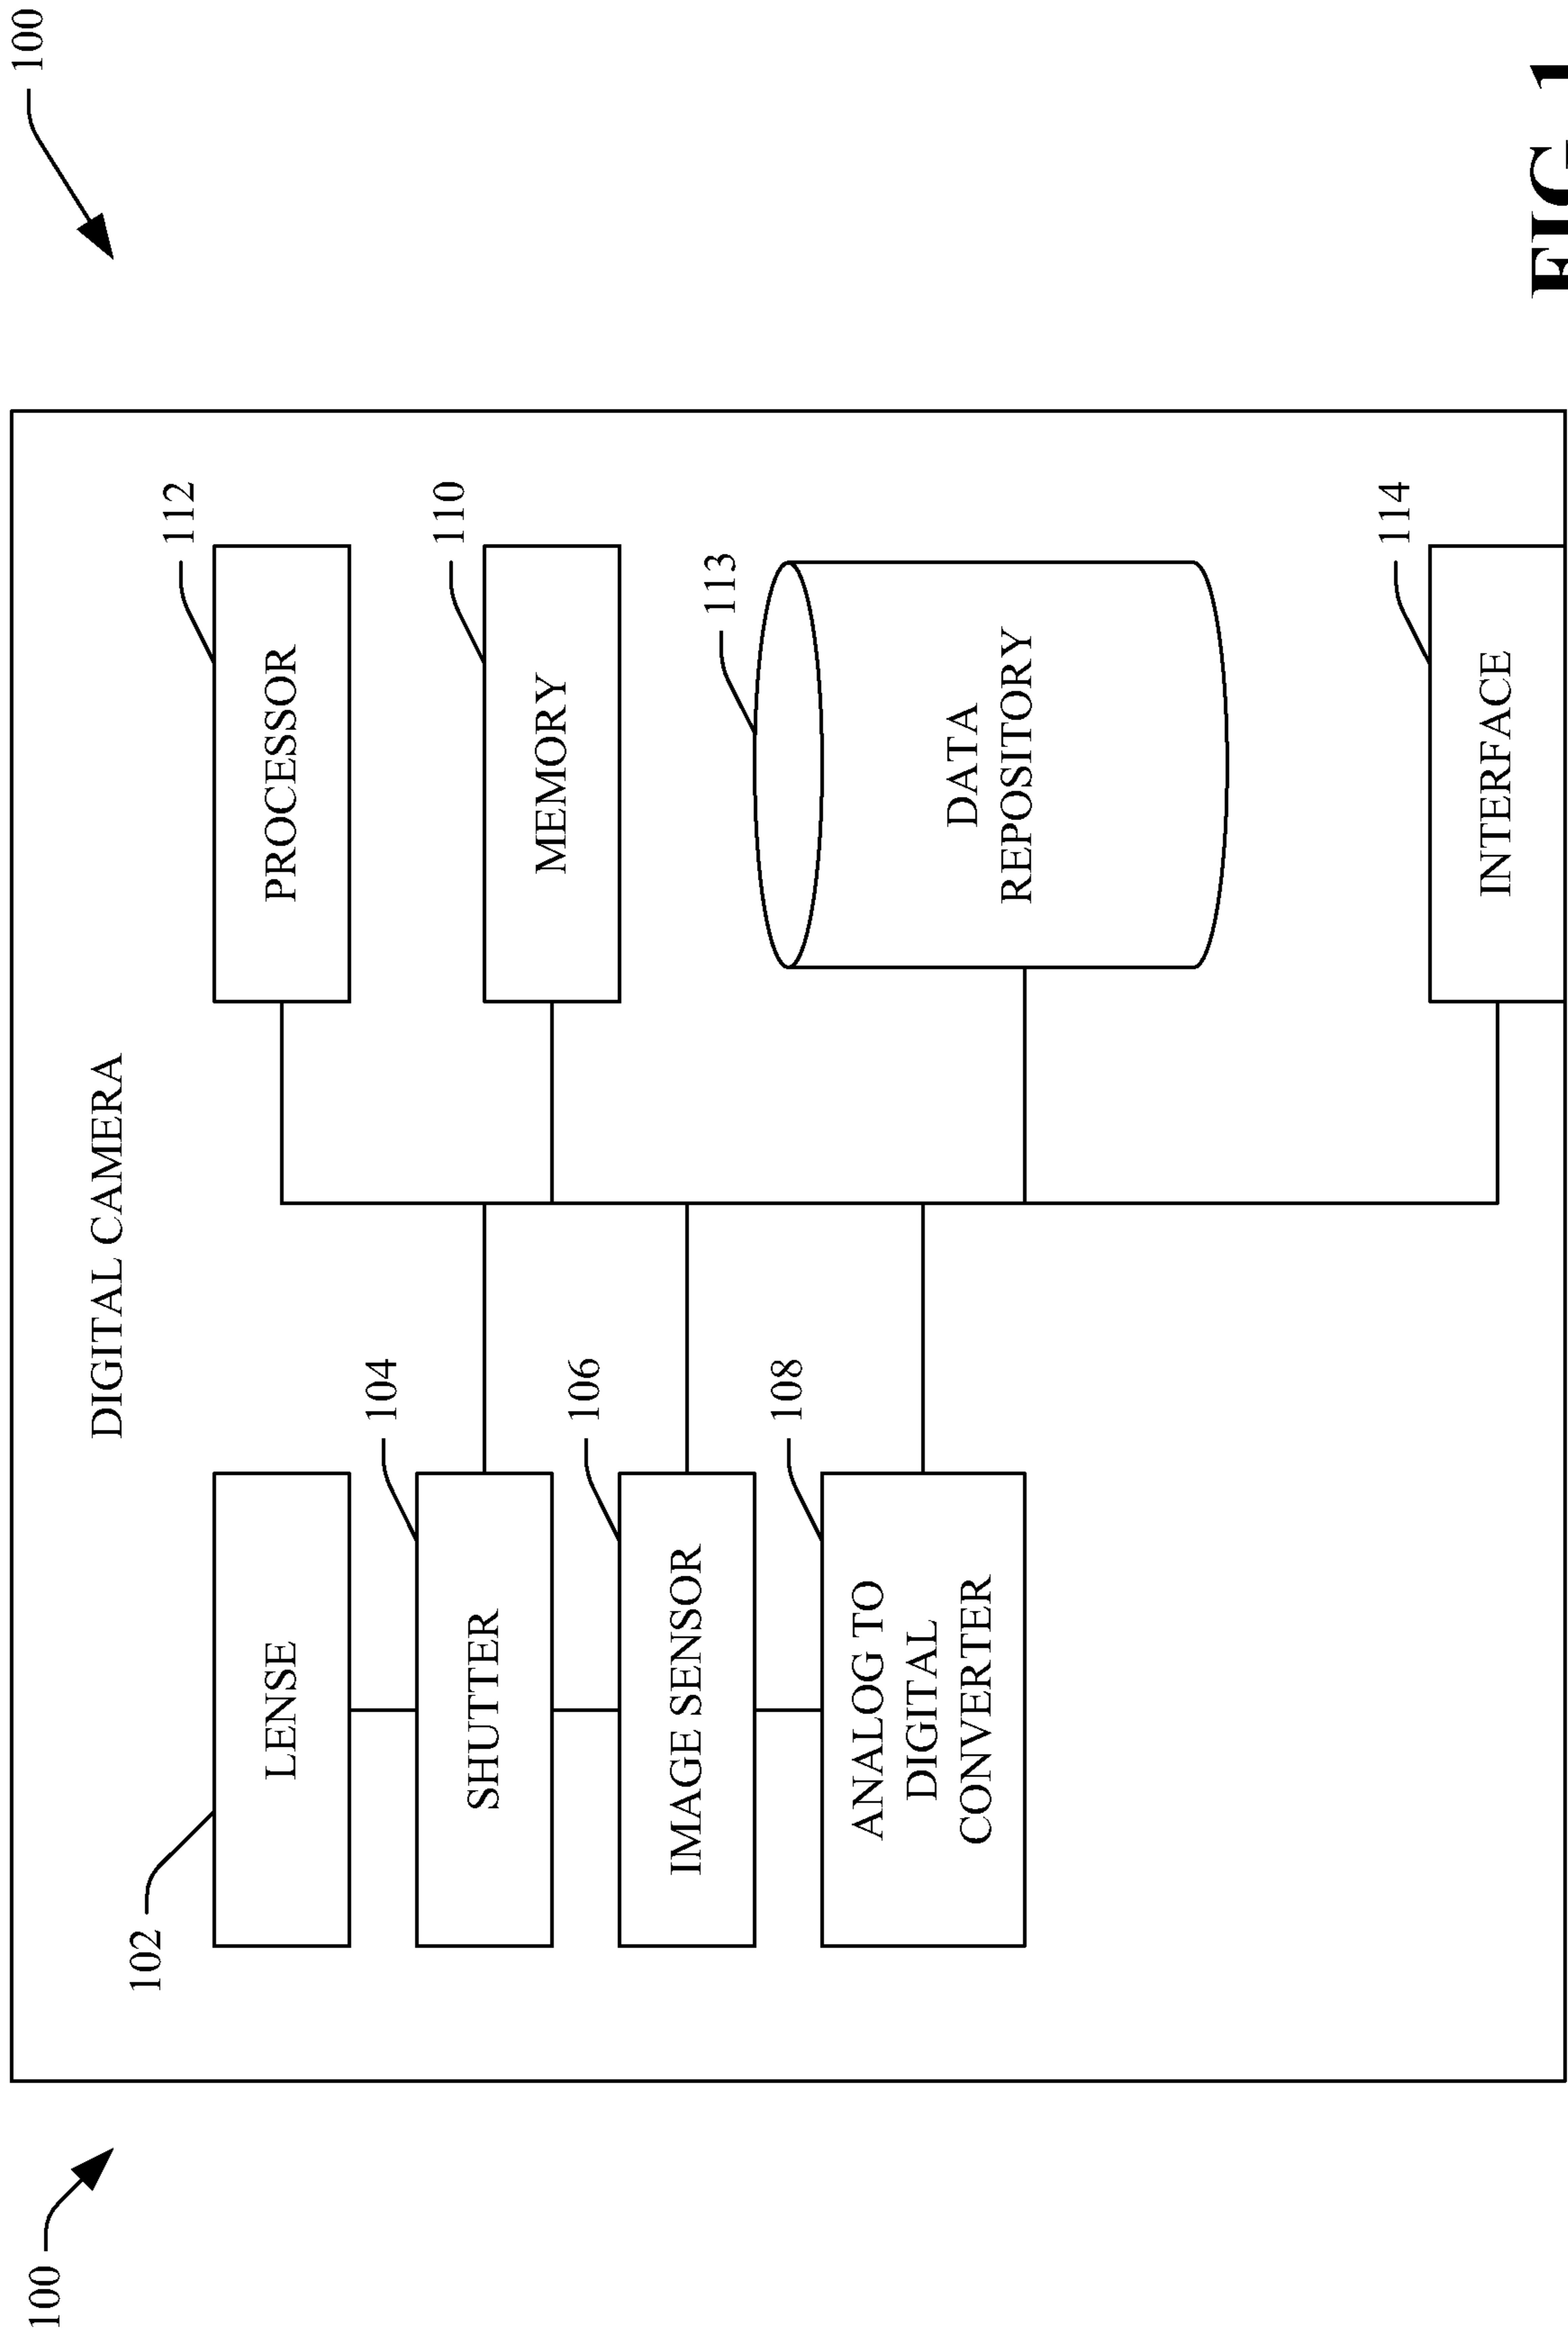 100
100
DIGITAL CAMERA
102
LENSE
104
SHUTTER
106
IMAGE SENSOR
108
ANALOG TO
DIGITAL
CONVERTER
112
PROCESSOR
110
MEMORY
113
DATA
REPOSITORY
114
INTERFACE
FIG 1